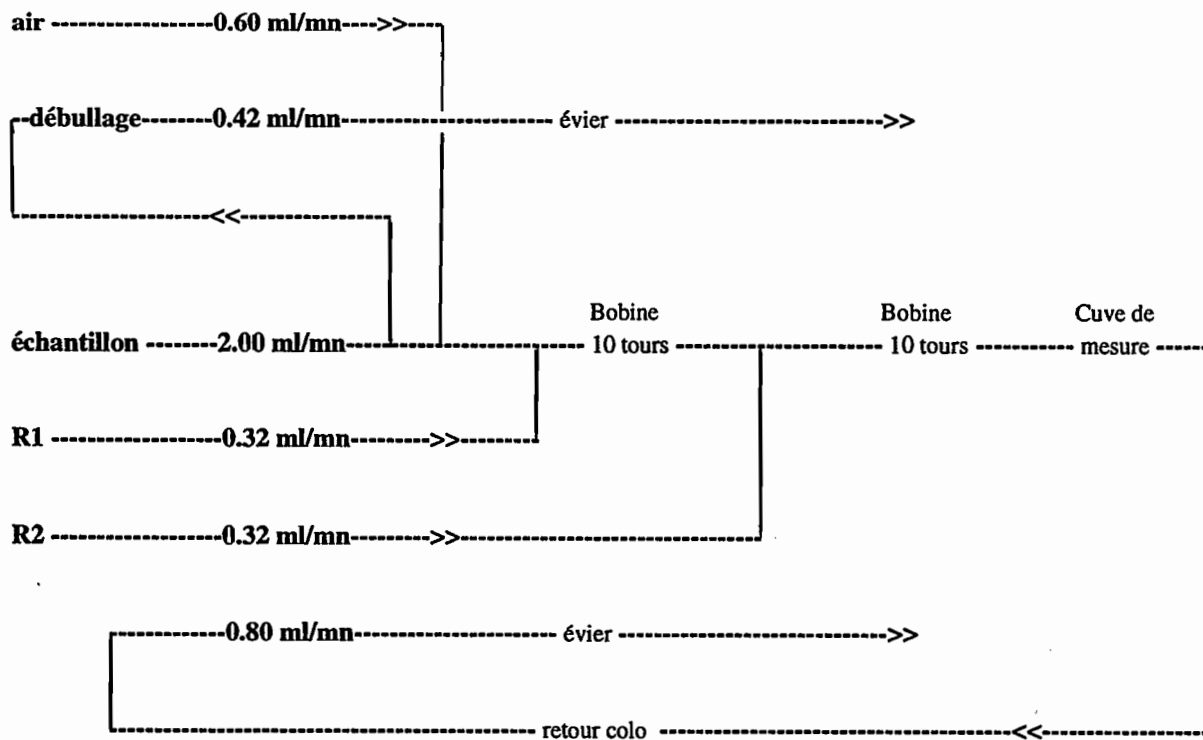 air ---------------0.60 ml/mn---->>----
--débullage-------0.42 ml/mn-------------------- évier ------------------------->>
------------------<<--------------
Bobine Bobine Cuve de
échantillon -------2.00 ml/mn------------------- 10 tours ---------------------- 10 tours ---------- mesure -----
R1 -----------------0.32 ml/mn-------->>-------
R2 -----------------0.32 ml/mn-------->>------------------------------
-----------0.80 ml/mn-------------------- évier ------------------------->>
------------------------------------------ retour colo ----------------------------------<<----------------